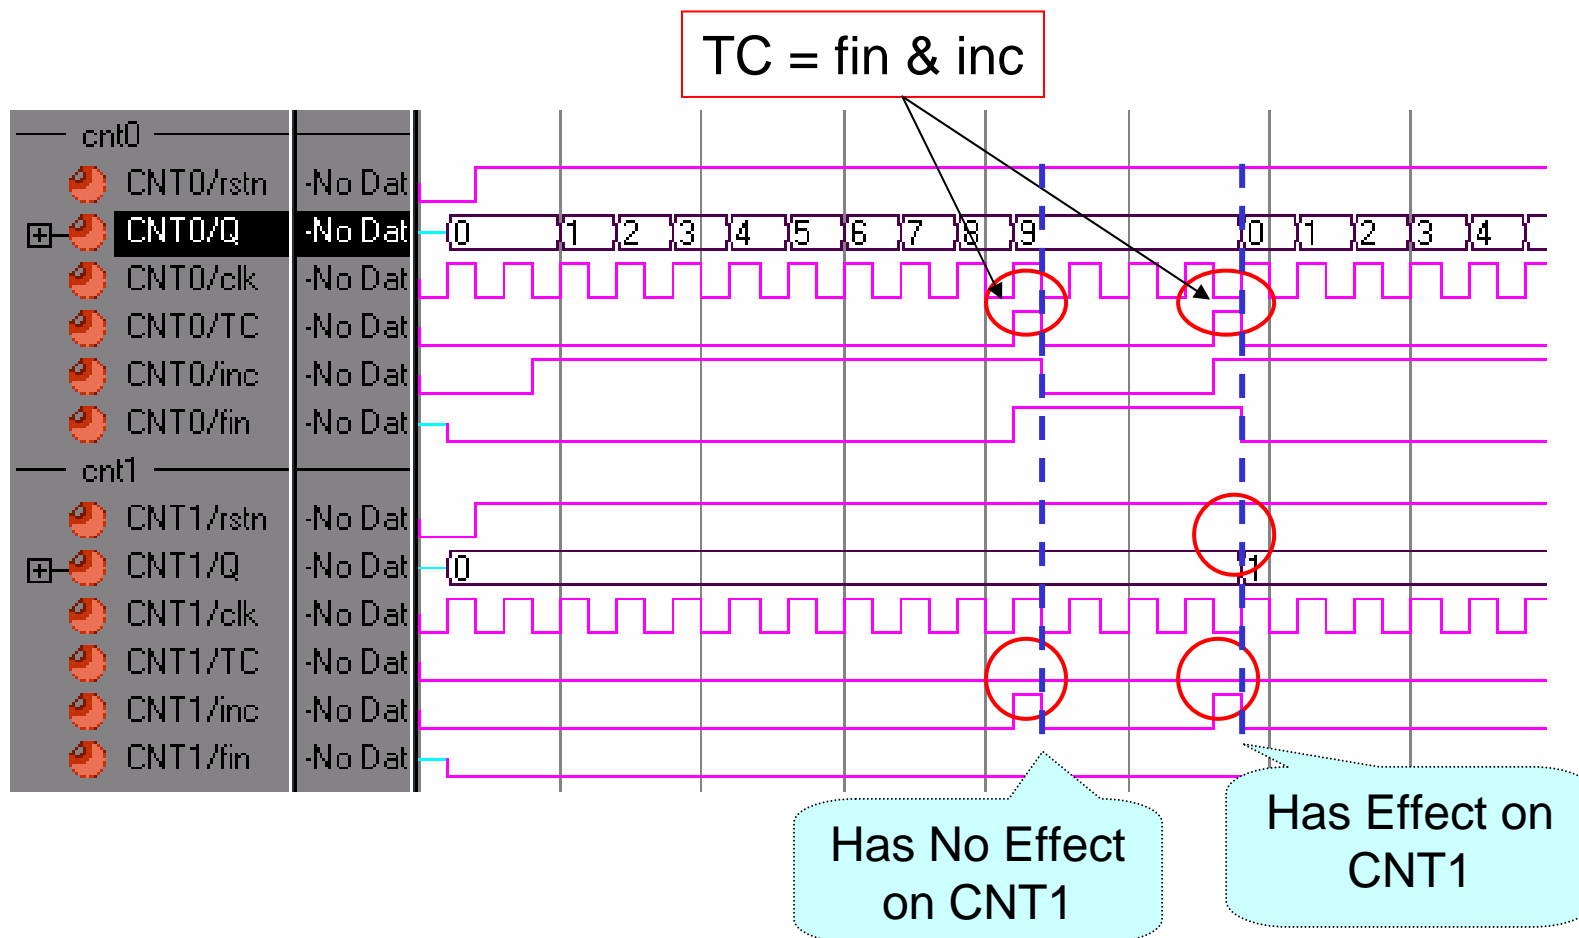 TC = fin & inc
cnt0
CNT0/rstn -No Dat
CNT0/Q -No Dat 0 1 2 3 4 5 6 7 8 9 0 1 2 3 4
CNT0/clk -No Dat
CNT0/TC -No Dat
CNT0/inc -No Dat
CNT0/fin -No Dat
cnt1
CNT1/rstn -No Dat
CNT1/Q -No Dat 0 1
CNT1/clk -No Dat
CNT1/TC -No Dat
CNT1/inc -No Dat
CNT1/fin -No Dat
Has No Effect
on CNT1
Has Effect on
CNT1